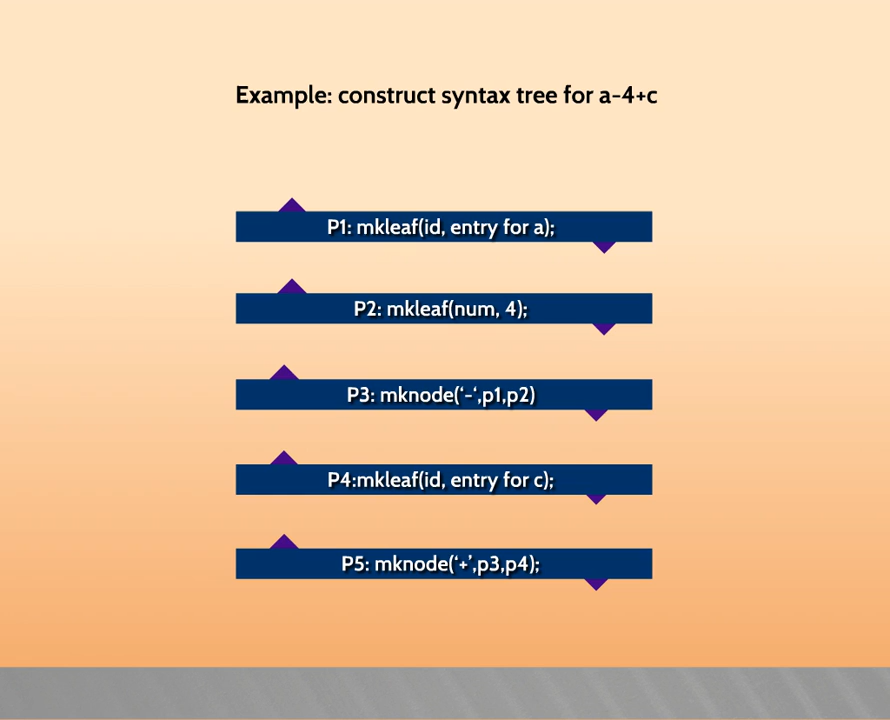 Example: construct syntax tree for a-4+c
P1: mkleaf(id, entry for a);
P2: mkleaf(num, 4);
P3: mknode(‘-‘,p1,p2)
P4:mkleaf(id, entry for c);
P5: mknode(‘+’,p3,p4);